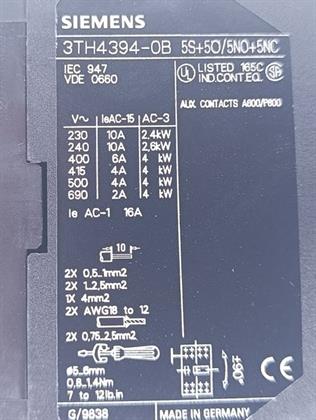 SIEMENS
3TH4394-0B 5S+5Ö/5NO+5NC
IEC 947
VDE 0660
UL LISTED 165C
IND.CONT.EQ. SA
AUX. CONTACTS A600/P600
V~ IeAC-15 AC-3
230 10A 2,4kW
240 10A 2,6kW
400 6A 4 kW
415 4A 4 kW
500 4A 4 kW
690 2A 4 kW
Ie AC-1 16A
10
2X 0,5..1mm2
2X 1..2,5mm2
1X 4mm2
2X AWG18 to 12
2X 0,75..2,5mm2
ø5..6mm
0,8..1,4Nm
7 to 12lb.in
+90°
CE
G/9838